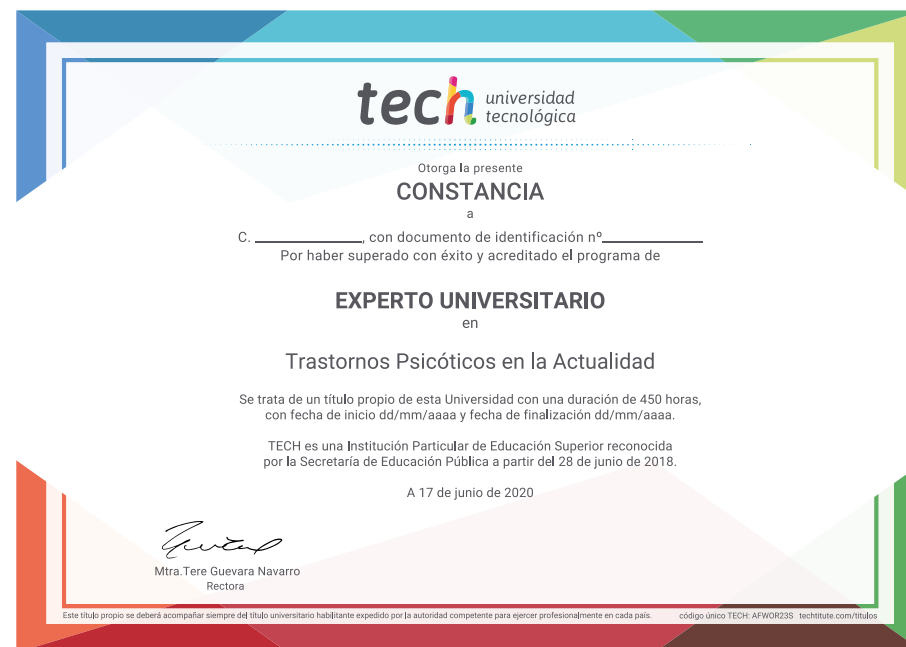 tech universidad
tecnológica
Otorga la presente
CONSTANCIA
a
C. ____________, con documento de identificación nº____________
Por haber superado con éxito y acreditado el programa de
EXPERTO UNIVERSITARIO
en
Trastornos Psicóticos en la Actualidad
Se trata de un título propio de esta Universidad con una duración de 450 horas,
con fecha de inicio dd/mm/aaaa y fecha de finalización dd/mm/aaaa.
TECH es una Institución Particular de Educación Superior reconocida
por la Secretaría de Educación Pública a partir del 28 de junio de 2018.
A 17 de junio de 2020
Mtra.Tere Guevara Navarro
Rectora
Este título propio se deberá acompañar siempre del título universitario habilitante expedido por la autoridad competente para ejercer profesionalmente en cada país. código único TECH: AFWOR23S techtitute.com/titulos